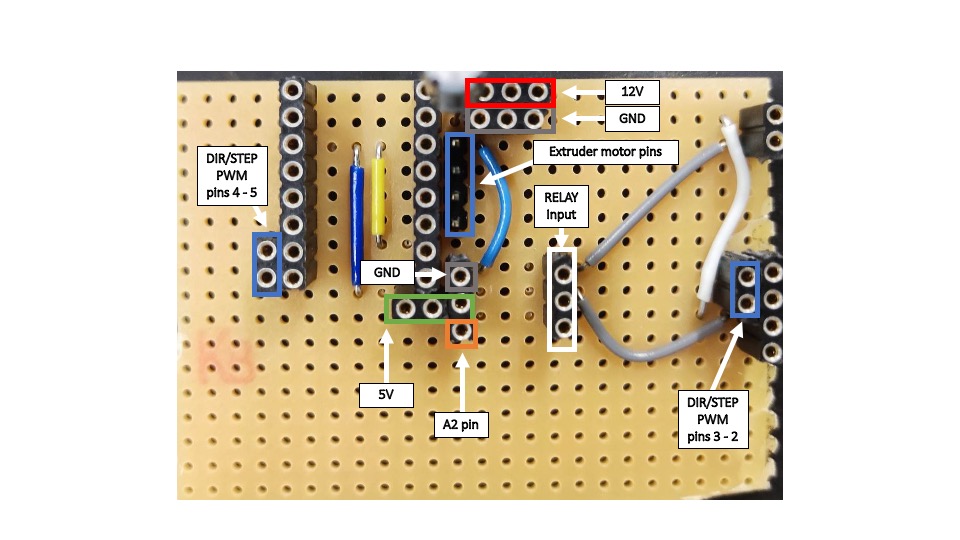 12V
GND
Extruder motor pins
DIR/STEP
PWM
pins 4 - 5
RELAY
input
GND
5V
A2 pin
DIR/STEP
PWM
pins 3 - 2